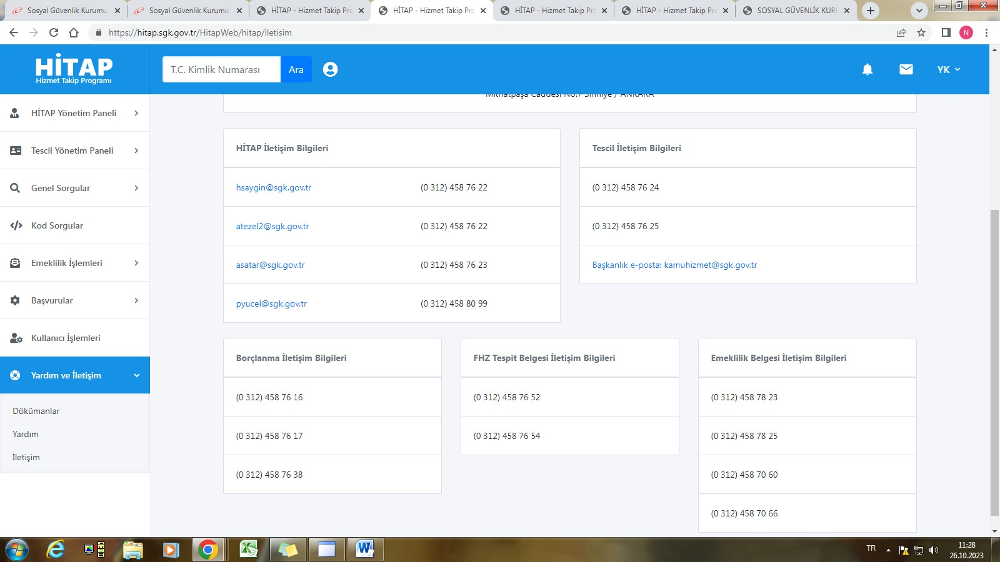 Sosyal Güvenlik Kurumu
Sosyal Güvenlik Kurumu
HİTAP - Hizmet Takip Pro
HİTAP - Hizmet Takip Pro
HİTAP - Hizmet Takip Pro
HİTAP - Hizmet Takip Pro
SOSYAL GÜVENLİK KURU
https://hitap.sgk.gov.tr/HitapWeb/hitap/iletisim
N
HİTAP
Hizmet Takip Programı
T.C. Kimlik Numarası
Ara
YK
HİTAP Yönetim Paneli
Tescil Yönetim Paneli
Genel Sorgular
Kod Sorgular
Emeklilik İşlemleri
Başvurular
Kullanıcı İşlemleri
Yardım ve İletişim
Dökümanlar
Yardım
İletişim
Mithatpaşa Caddesi No:7 Sıhhiye / ANKARA
HİTAP İletişim Bilgileri
hsaygin@sgk.gov.tr (0 312) 458 76 22
atezel2@sgk.gov.tr (0 312) 458 76 22
asatar@sgk.gov.tr (0 312) 458 76 23
pyucel@sgk.gov.tr (0 312) 458 80 99
Tescil İletişim Bilgileri
(0 312) 458 76 24
(0 312) 458 76 25
Başkanlık e-posta: kamuhizmet@sgk.gov.tr
Borçlanma İletişim Bilgileri
(0 312) 458 76 16
(0 312) 458 76 17
(0 312) 458 76 38
FHZ Tespit Belgesi İletişim Bilgileri
(0 312) 458 76 52
(0 312) 458 76 54
Emeklilik Belgesi İletişim Bilgileri
(0 312) 458 78 23
(0 312) 458 78 25
(0 312) 458 70 60
(0 312) 458 70 66
TR
11:28
26.10.2023